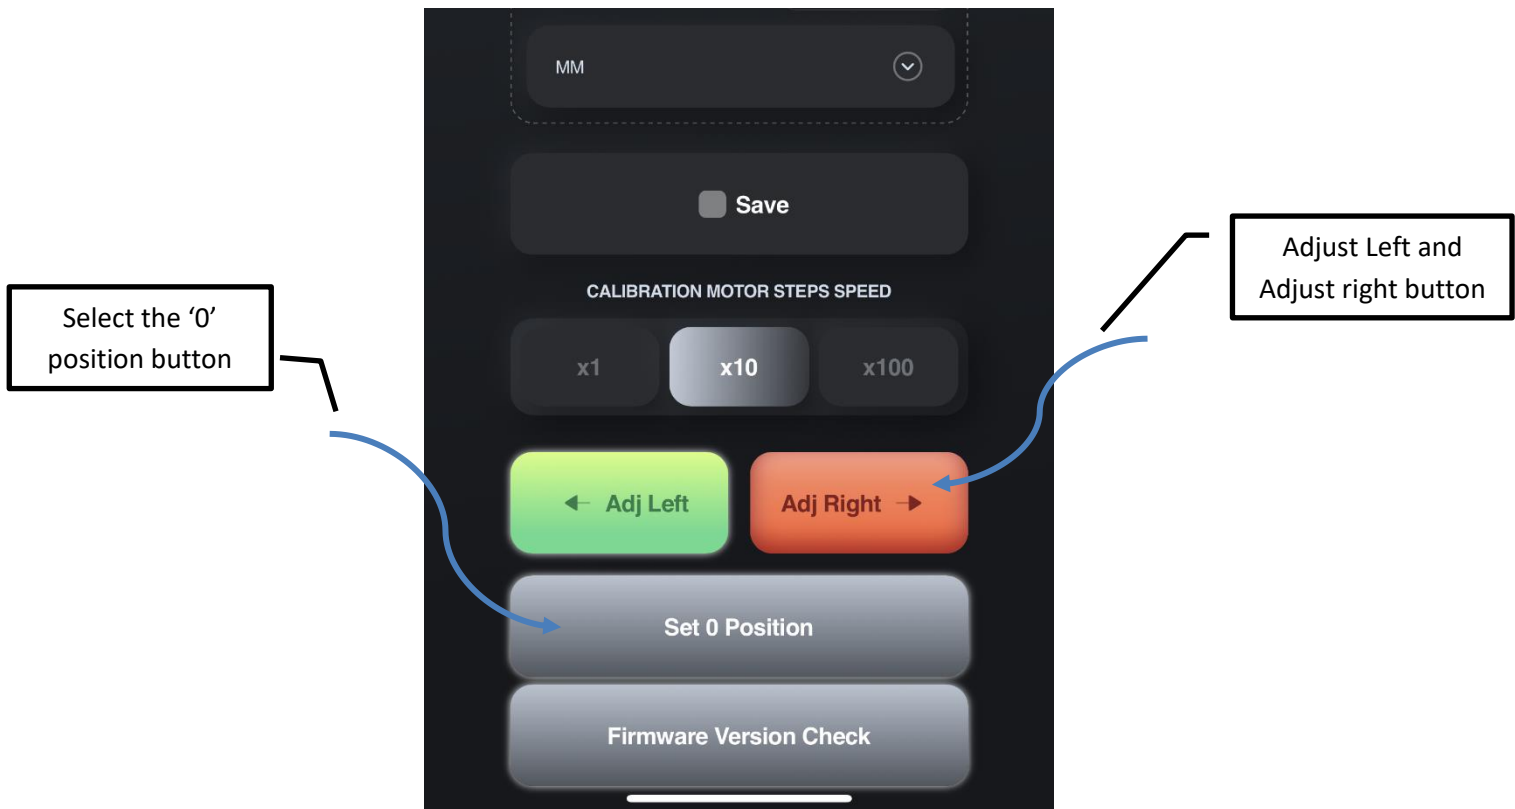 MM
Save
Adjust Left and
Adjust right button
CALIBRATION MOTOR STEPS SPEED
Select the ‘0’
position button
x1 x10 x100
Adj Left Adj Right
Set 0 Position
Firmware Version Check